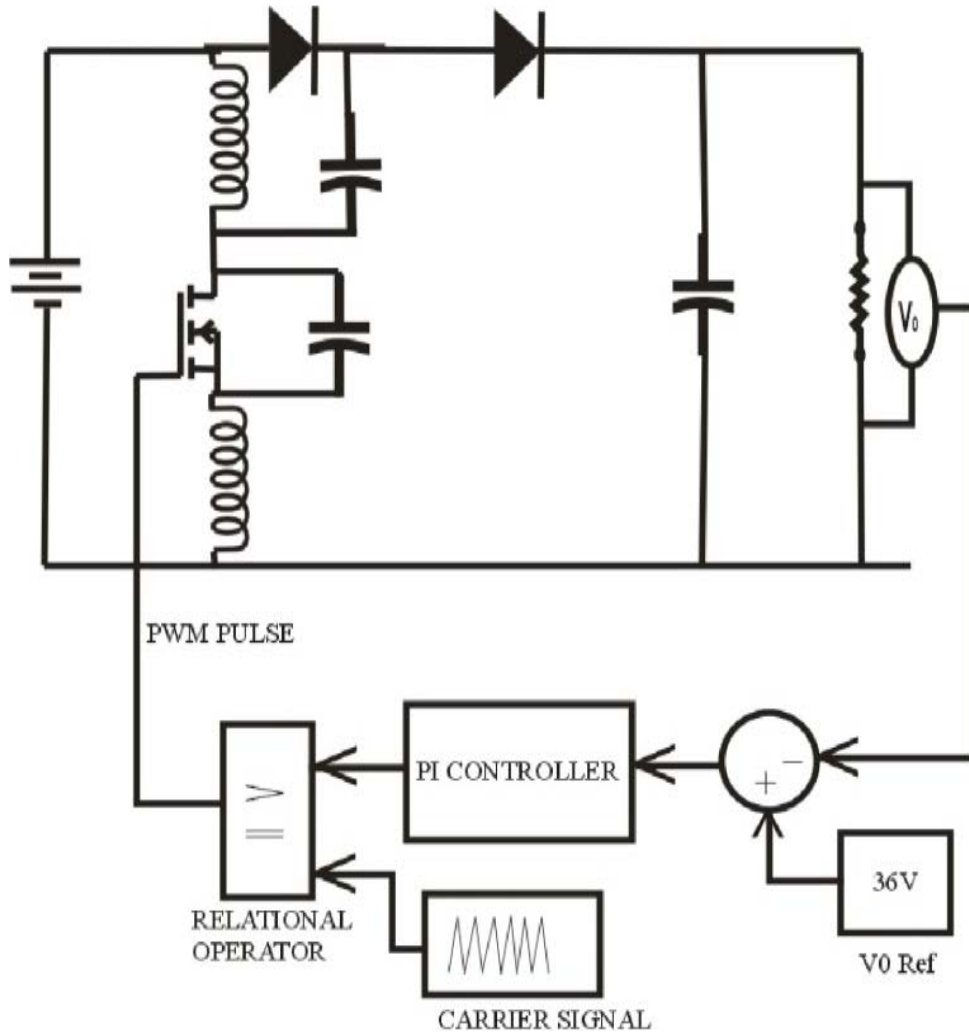 V₀
PWM PULSE
PI CONTROLLER
+ −
> =
36V
RELATIONAL
OPERATOR
V0 Ref
CARRIER SIGNAL